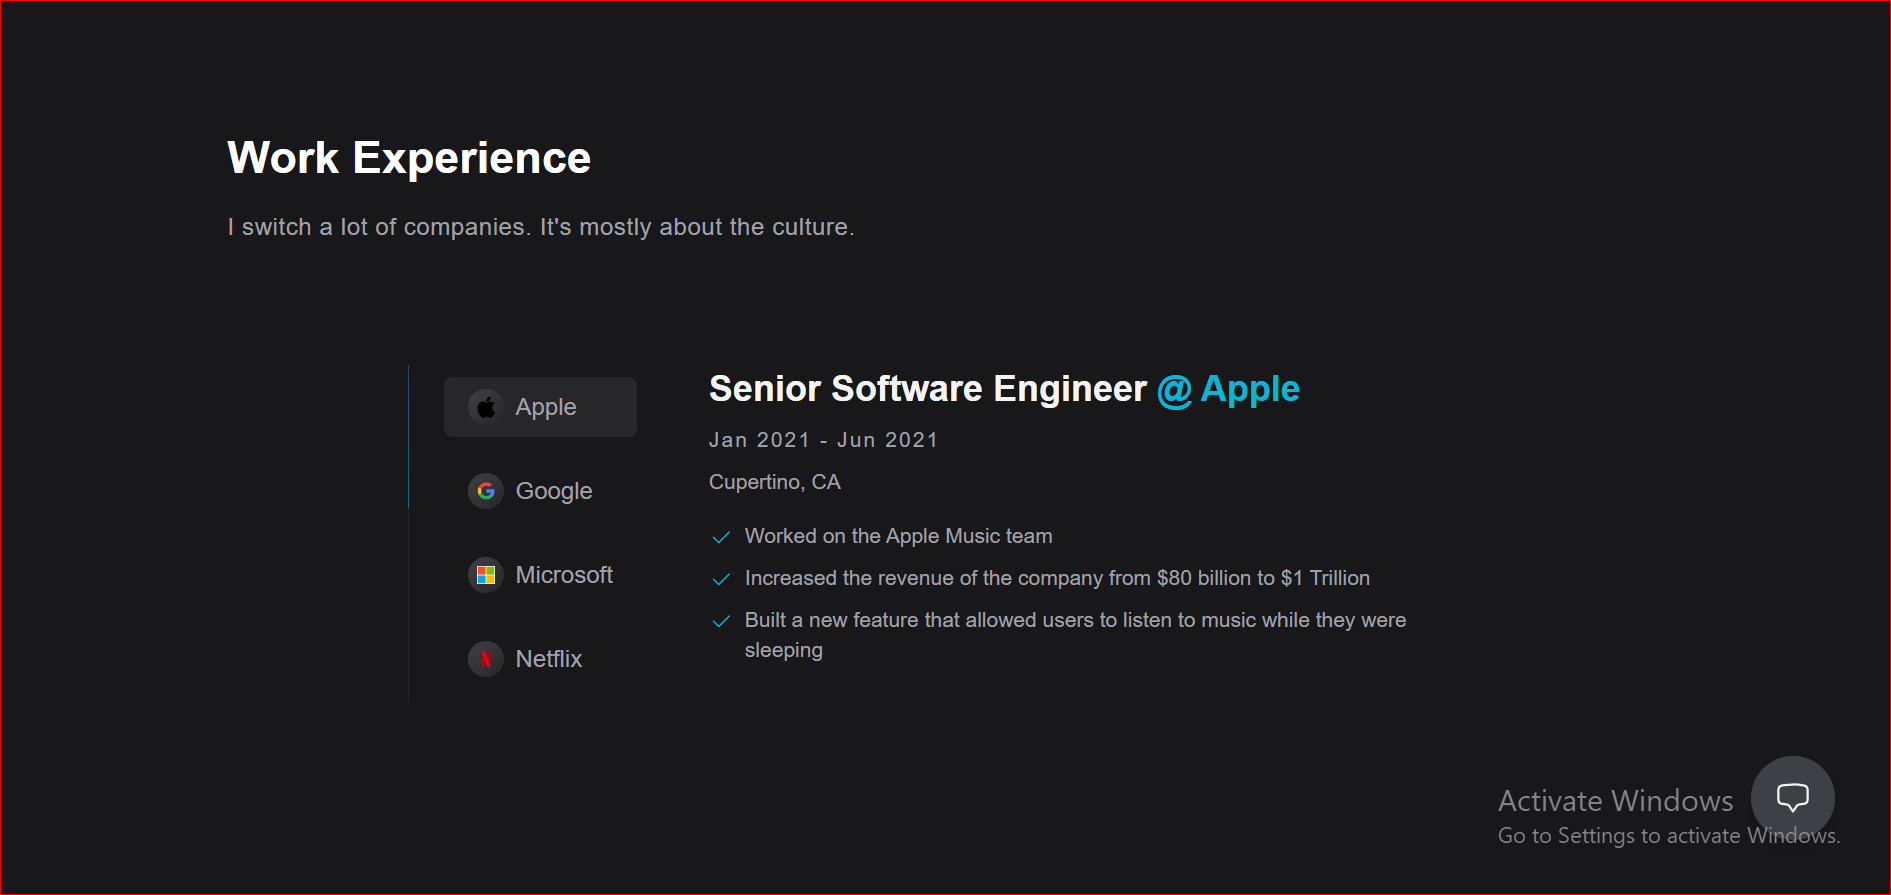 Work Experience
I switch a lot of companies. It's mostly about the culture.
Apple
Google
Microsoft
Netflix
Senior Software Engineer @ Apple
Jan 2021 - Jun 2021
Cupertino, CA
Worked on the Apple Music team
Increased the revenue of the company from $80 billion to $1 Trillion
Built a new feature that allowed users to listen to music while they were
sleeping
Activate Windows
Go to Settings to activate Windows.